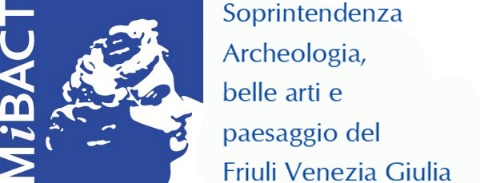 MiBACT
Soprintendenza
Archeologia,
belle arti e
paesaggio del
Friuli Venezia Giulia